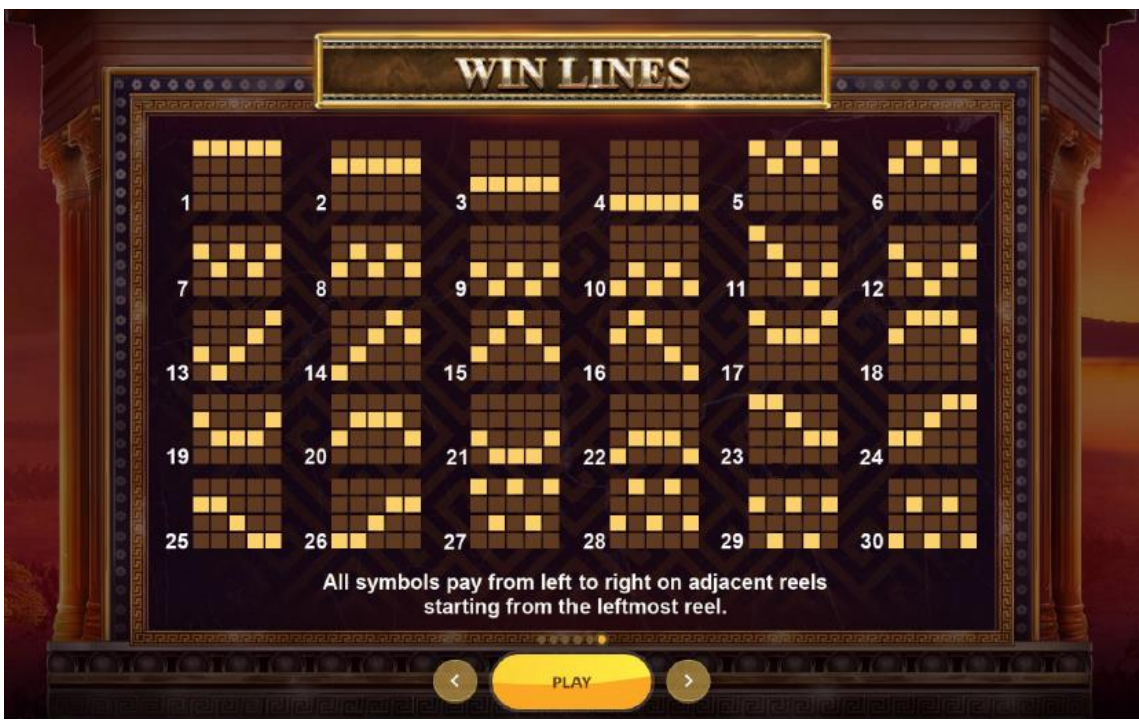 WIN LINES
1 2 3 4 5 6
7 8 9 10 11 12
13 14 15 16 17 18
19 20 21 22 23 24
25 26 27 28 29 30
All symbols pay from left to right on adjacent reels
starting from the leftmost reel.
< PLAY >